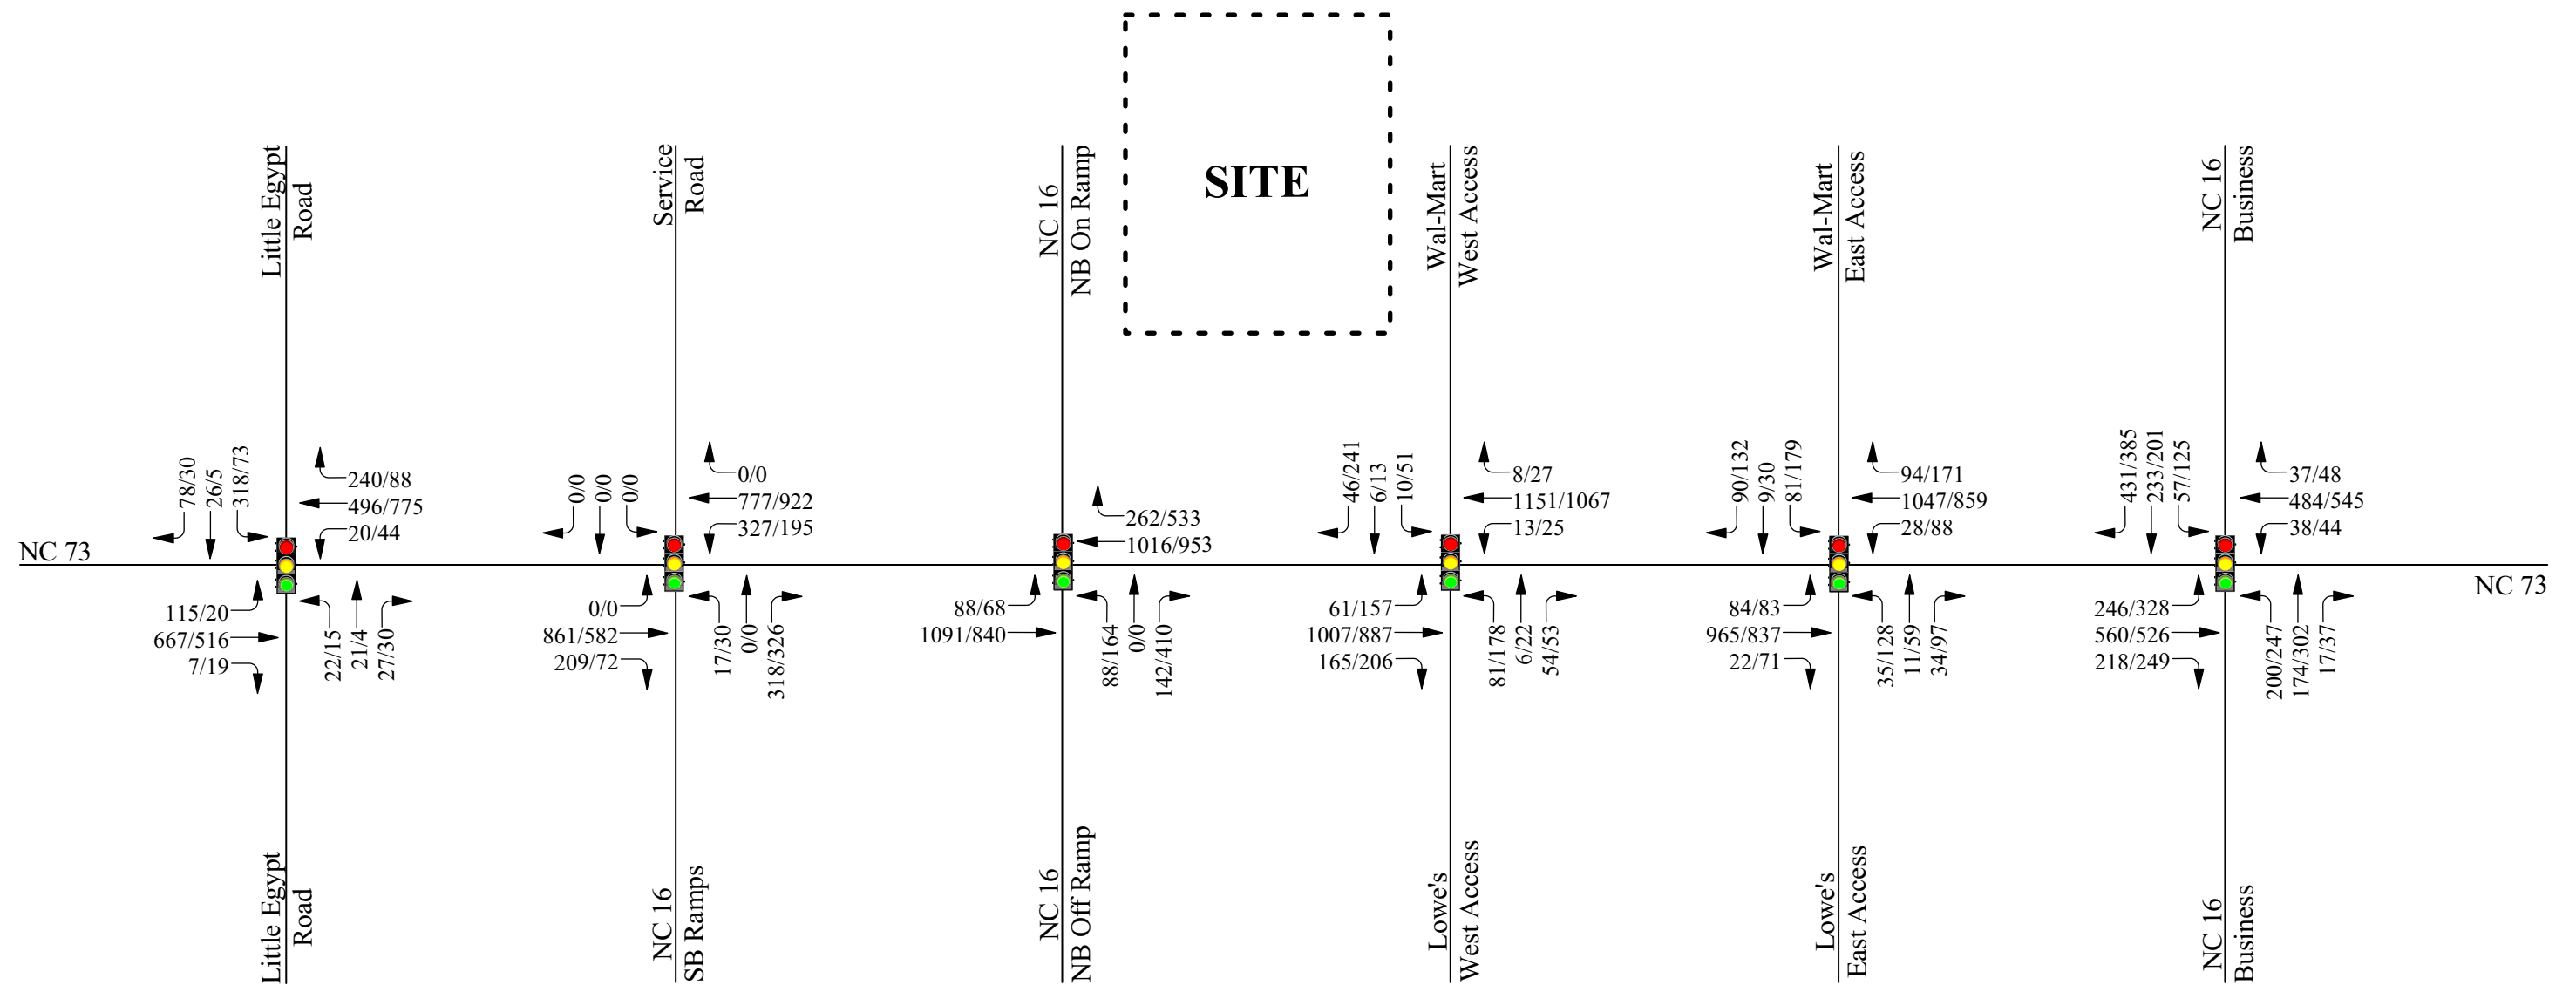 SITE
Little Egypt
Road
Service
Road
NC 16
NB On Ramp
Wal-Mart
West Access
Wal-Mart
East Access
NC 16
Business
NC 73
78/30
26/5
318/73
240/88
496/775
20/44
115/20
667/516
7/19
22/15
21/4
27/30
0/0
0/0
0/0
0/0
777/922
327/195
0/0
861/582
209/72
17/30
0/0
318/326
262/533
1016/953
88/68
1091/840
88/164
0/0
142/410
46/241
6/13
10/51
8/27
1151/1067
13/25
61/157
1007/887
165/206
81/178
6/22
54/53
90/132
9/30
81/179
94/171
1047/859
28/88
84/83
965/837
22/71
35/128
11/59
34/97
431/385
233/201
57/125
37/48
484/545
38/44
246/328
560/526
218/249
200/247
174/302
17/37
NC 73
Little Egypt
Road
NC 16
SB Ramps
NC 16
NB Off Ramp
Lowe's
West Access
Lowe's
East Access
NC 16
Business